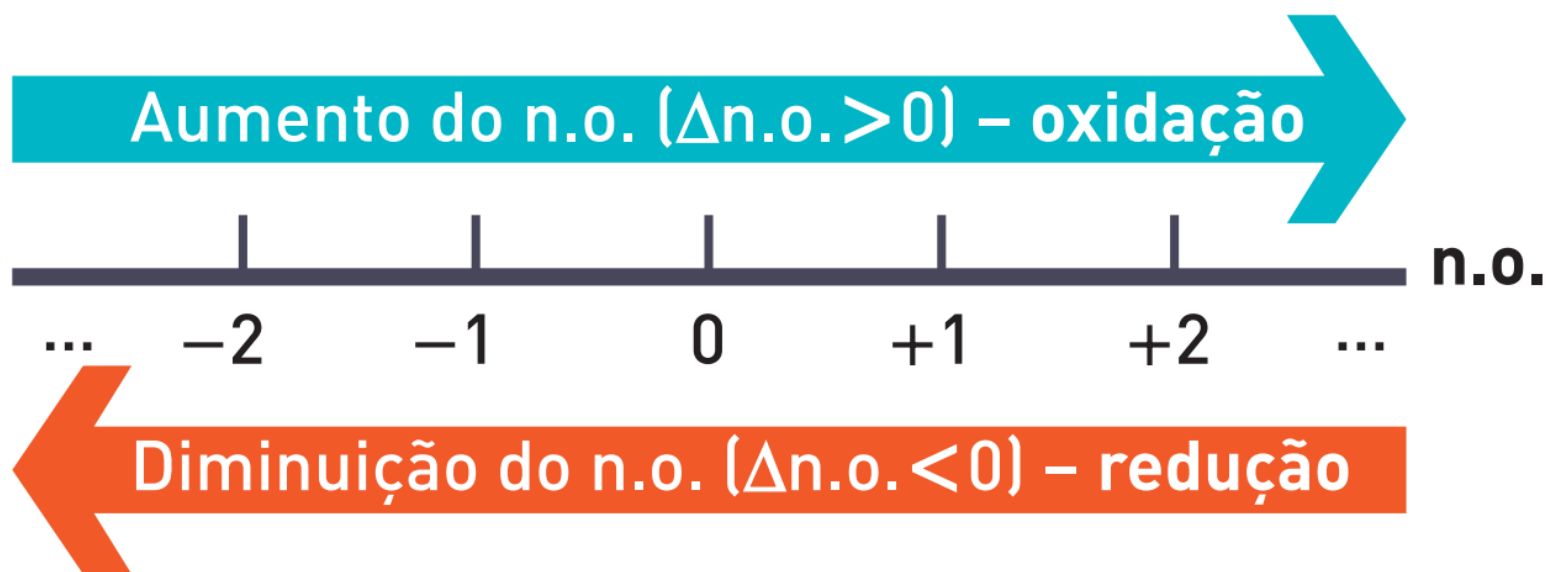 Aumento do n.o. (Δn.o. > 0) – oxidação
n.o.
... −2 −1 0 +1 +2 ...
Diminuição do n.o. (Δn.o. < 0) – redução